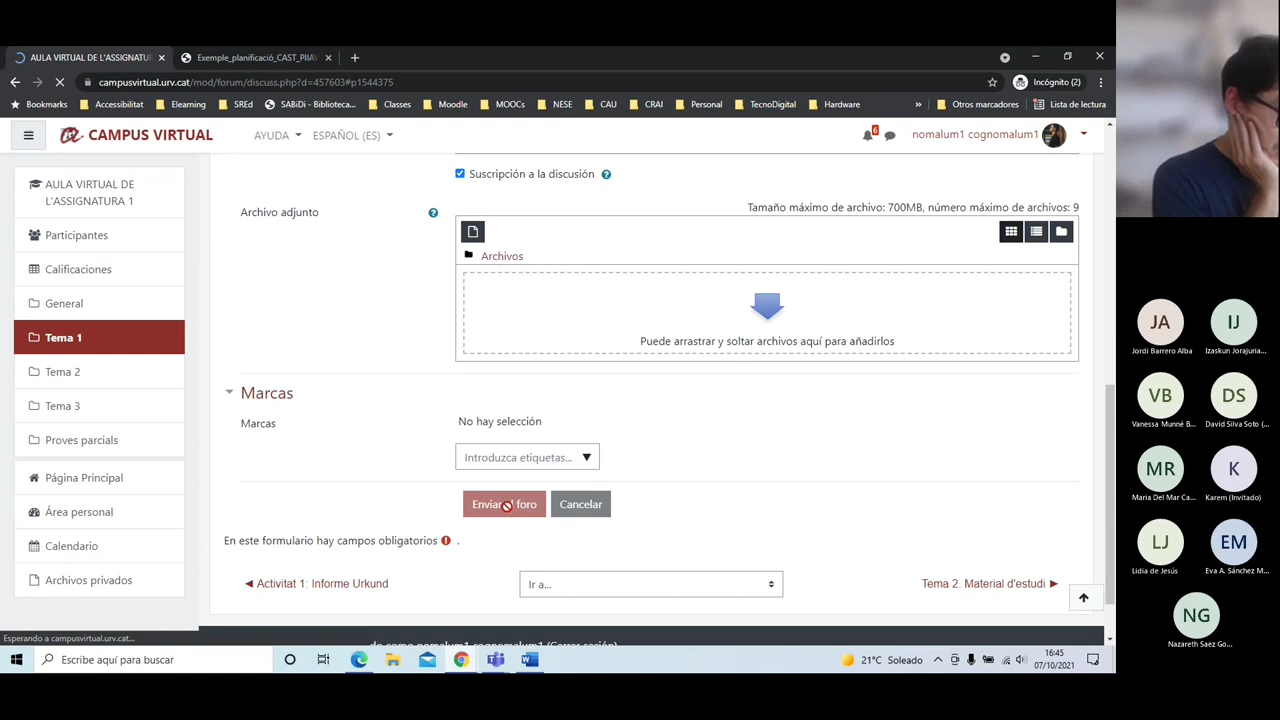 AULA VIRTUAL DE L'ASSIGNATUR
Exemple_planificació_CAST_PIIAV
Incógnito (2)
campusvirtual.urv.cat/mod/forum/discuss.php?d=457603#p1544375
Bookmarks
Accessibilitat
Elearning
SREd
SABiDi - Biblioteca...
Classes
Moodle
MOOCs
NESE
CAU
CRAI
Personal
TecnoDigital
Hardware
»
Otros marcadores
Lista de lectura
CAMPUS VIRTUAL
AYUDA
ESPAÑOL (ES)
6
nomalum1 cognomalum1
AULA VIRTUAL DE
L'ASSIGNATURA 1
Participantes
Calificaciones
General
Tema 1
Tema 2
Tema 3
Proves parcials
Página Principal
Área personal
Calendario
Archivos privados
Suscripción a la discusión
Archivo adjunto
Tamaño máximo de archivo: 700MB, número máximo de archivos: 9
Archivos
Puede arrastrar y soltar archivos aquí para añadirlos
Marcas
Marcas
No hay selección
Introduzca etiquetas...
Enviar al foro
Cancelar
En este formulario hay campos obligatorios .
Activitat 1: Informe Urkund
Ir a...
Tema 2. Material d'estudi
nomalum1 cognomalum1 (Cerrar sesión)
Esperando a campusvirtual.urv.cat...
Escribe aquí para buscar
21°C Soleado
16:45
07/10/2021
JA
Jordi Barrero Alba
IJ
Izaskun Jorajuria...
VB
Vanessa Munné B...
DS
David Silva Soto (...
MR
Maria Del Mar Ca...
K
Karem (Invitado)
LJ
Lidia de Jesús
EM
Eva A. Sánchez M...
NG
Nazareth Saez Go...